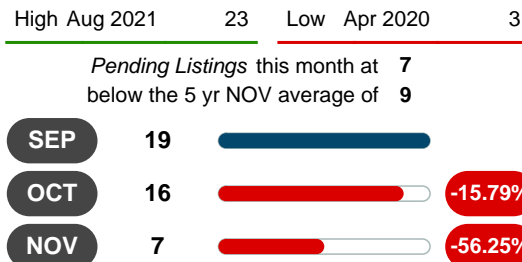 High Aug 2021 23 Low Apr 2020 3
Pending Listings this month at 7
below the 5 yr NOV average of 9
SEP 19
OCT 16 -15.79%
NOV 7 -56.25%